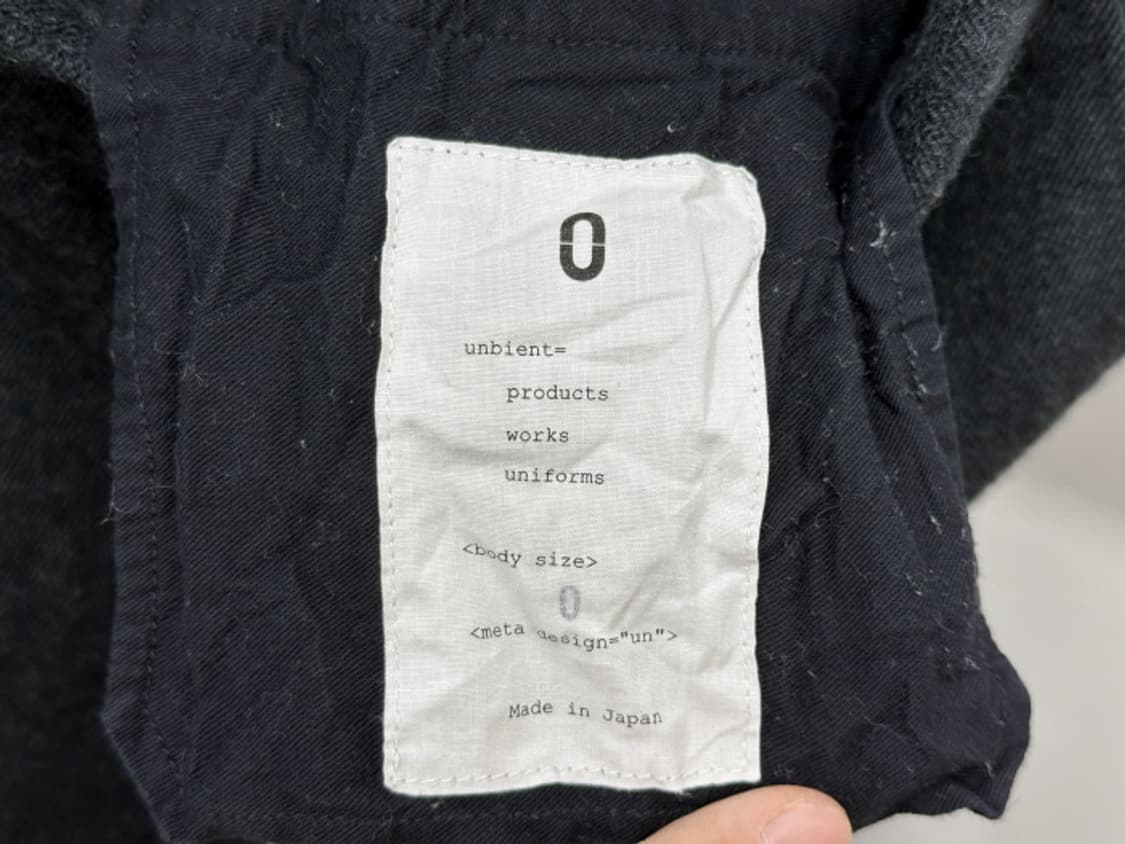 0
unbient=
products
works
uniforms
<body size>
0
<meta design="un">
Made in Japan